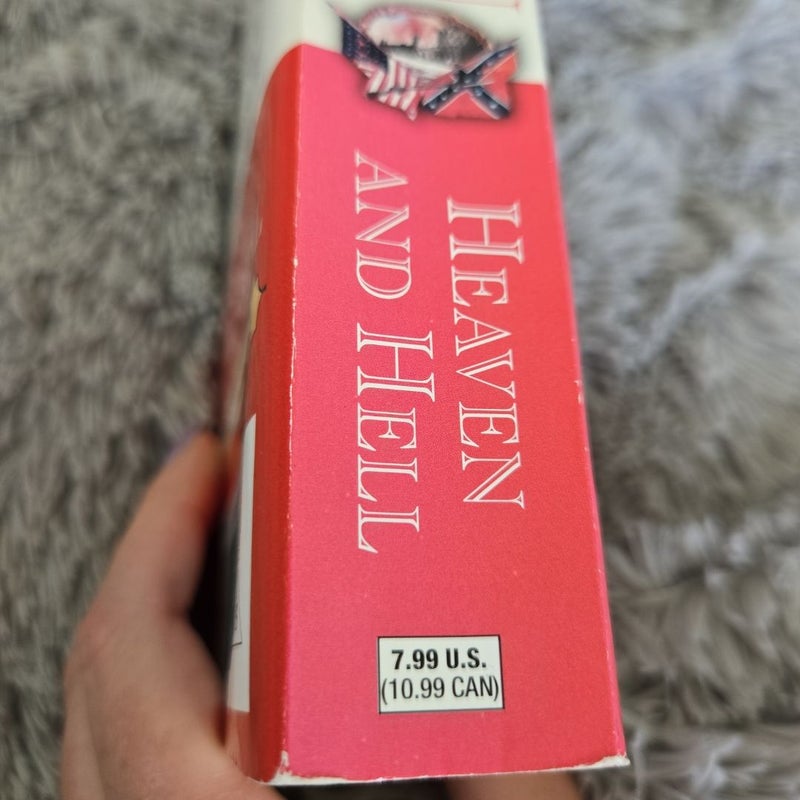 HEAVEN
AND HELL
7.99 U.S.
(10.99 CAN)